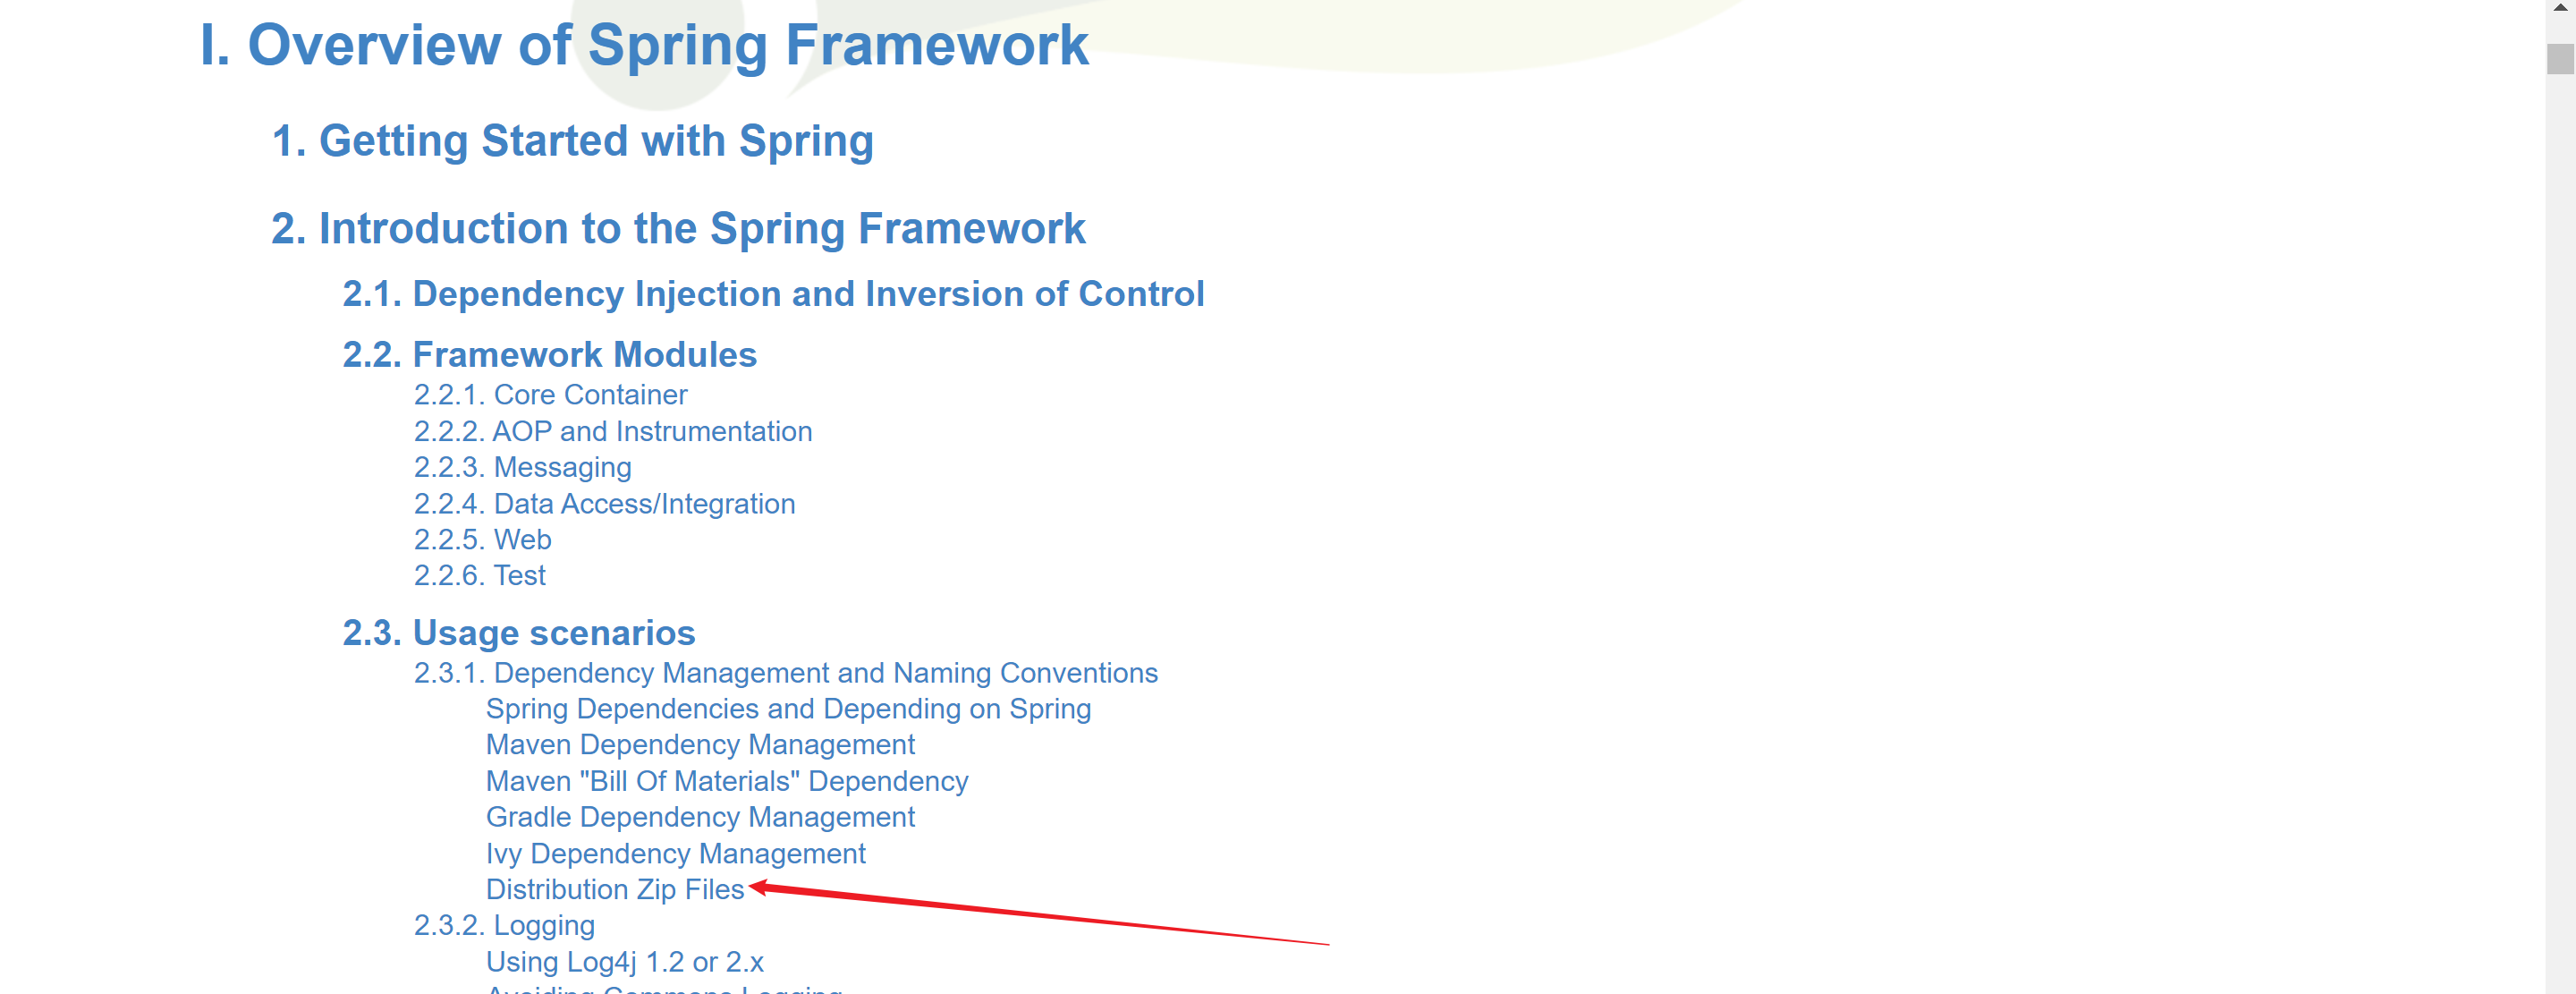 I. Overview of Spring Framework
1. Getting Started with Spring
2. Introduction to the Spring Framework
2.1. Dependency Injection and Inversion of Control
2.2. Framework Modules
2.2.1. Core Container
2.2.2. AOP and Instrumentation
2.2.3. Messaging
2.2.4. Data Access/Integration
2.2.5. Web
2.2.6. Test
2.3. Usage scenarios
2.3.1. Dependency Management and Naming Conventions
Spring Dependencies and Depending on Spring
Maven Dependency Management
Maven "Bill Of Materials" Dependency
Gradle Dependency Management
Ivy Dependency Management
Distribution Zip Files
2.3.2. Logging
Using Log4j 1.2 or 2.x
Avoiding Commons Logging